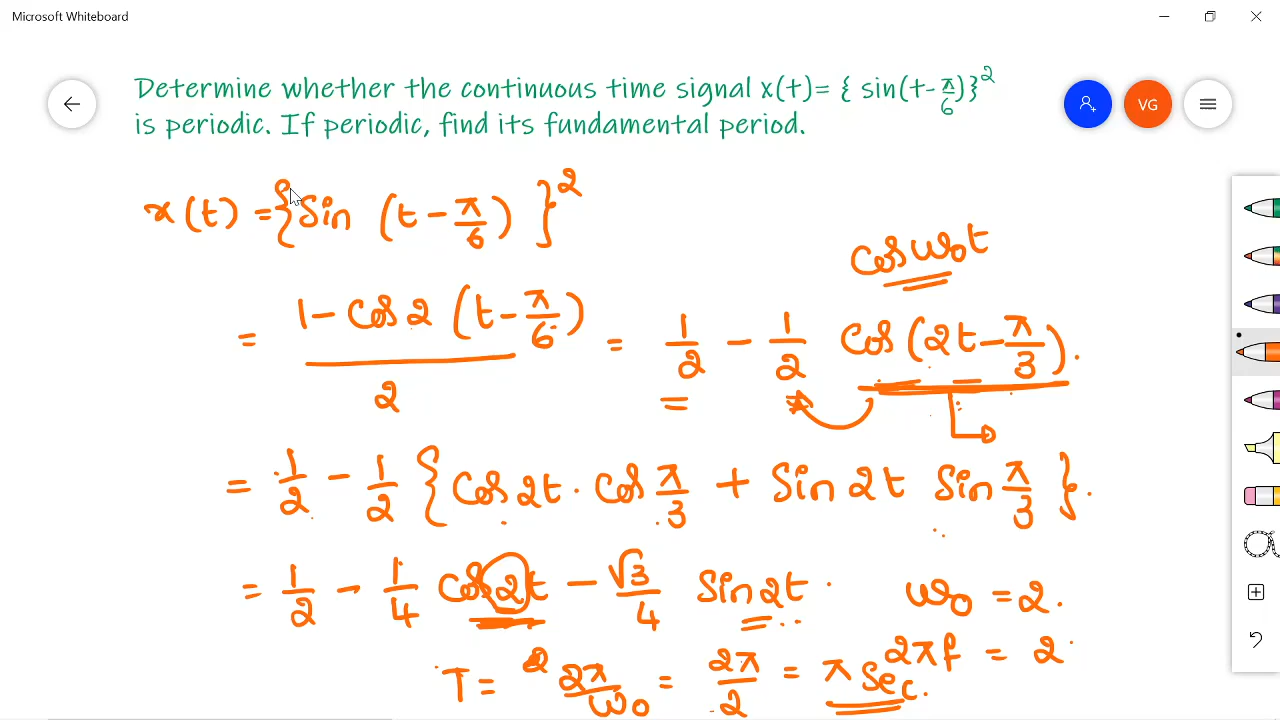 Microsoft Whiteboard
Determine whether the continuous time signal x(t)= { sin(t-π/6)}²
is periodic. If periodic, find its fundamental period.
VG
x(t) = {Sin (t - π/6) }²
Cos ω₀t
= (1 - Cos 2 (t - π/6))/2 = 1/2 - 1/2 Cos (2t - π/3).
= 1/2 - 1/2 { Cos 2t . Cos π/3 + Sin 2t Sin π/3 }.
= 1/2 - 1/4 Cos 2t - √3/4 Sin 2t .
ω₀ = 2.
2πf = 2
T = 2π/ω₀ = 2π/2 = π Sec.